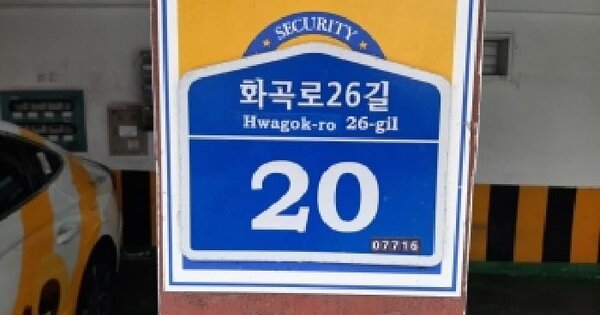 SECURITY
화곡로26길
Hwagok-ro 26-gil
20
07716